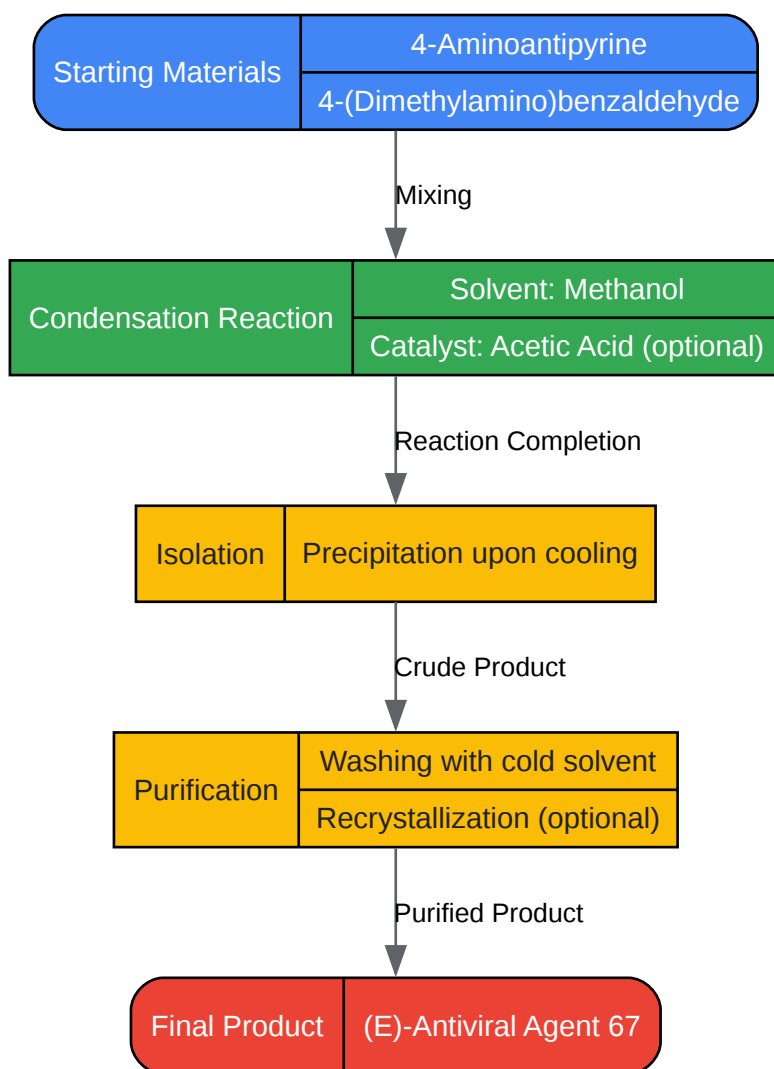 Starting Materials
4-Aminoantipyrine
4-(Dimethylamino)benzaldehyde
Mixing
Condensation Reaction
Solvent: Methanol
Catalyst: Acetic Acid (optional)
Reaction Completion
Isolation
Precipitation upon cooling
Crude Product
Purification
Washing with cold solvent
Recrystallization (optional)
Purified Product
Final Product
(E)-Antiviral Agent 67